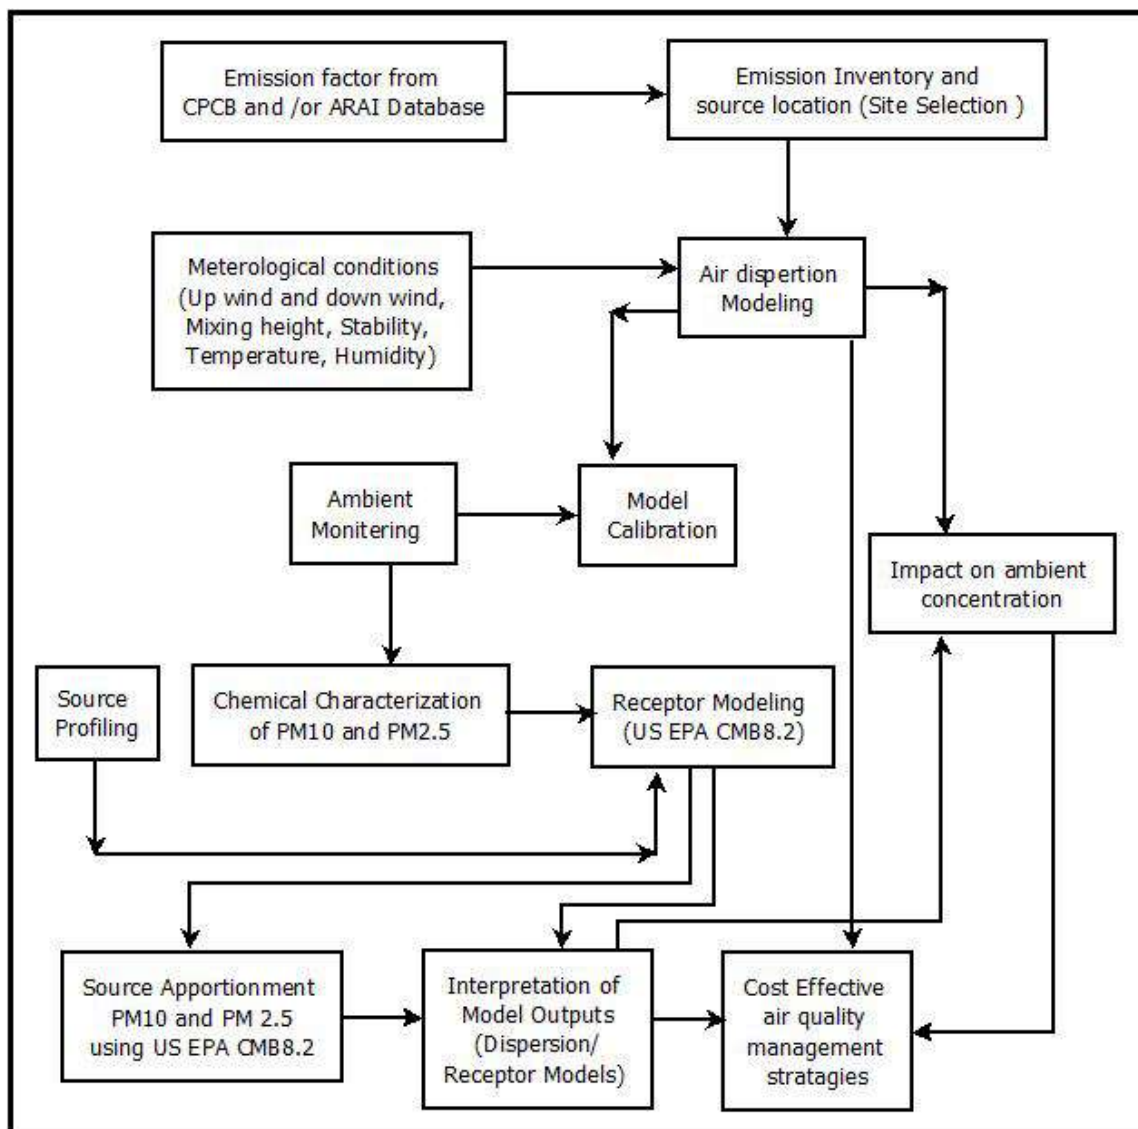 Emission factor from
CPCB and /or ARAI Database
Emission Inventory and
source location (Site Selection )
Meterological conditions
(Up wind and down wind,
Mixing height, Stability,
Temperature, Humidity)
Air dispertion
Modeling
Ambient
Monitering
Model
Calibration
Impact on ambient
concentration
Source
Profiling
Chemical Characterization
of PM10 and PM2.5
Receptor Modeling
(US EPA CMB8.2)
Source Apportionment
PM10 and PM 2.5
using US EPA CMB8.2
Interpretation of
Model Outputs
(Dispersion/
Receptor Models)
Cost Effective
air quality
management
stratagies